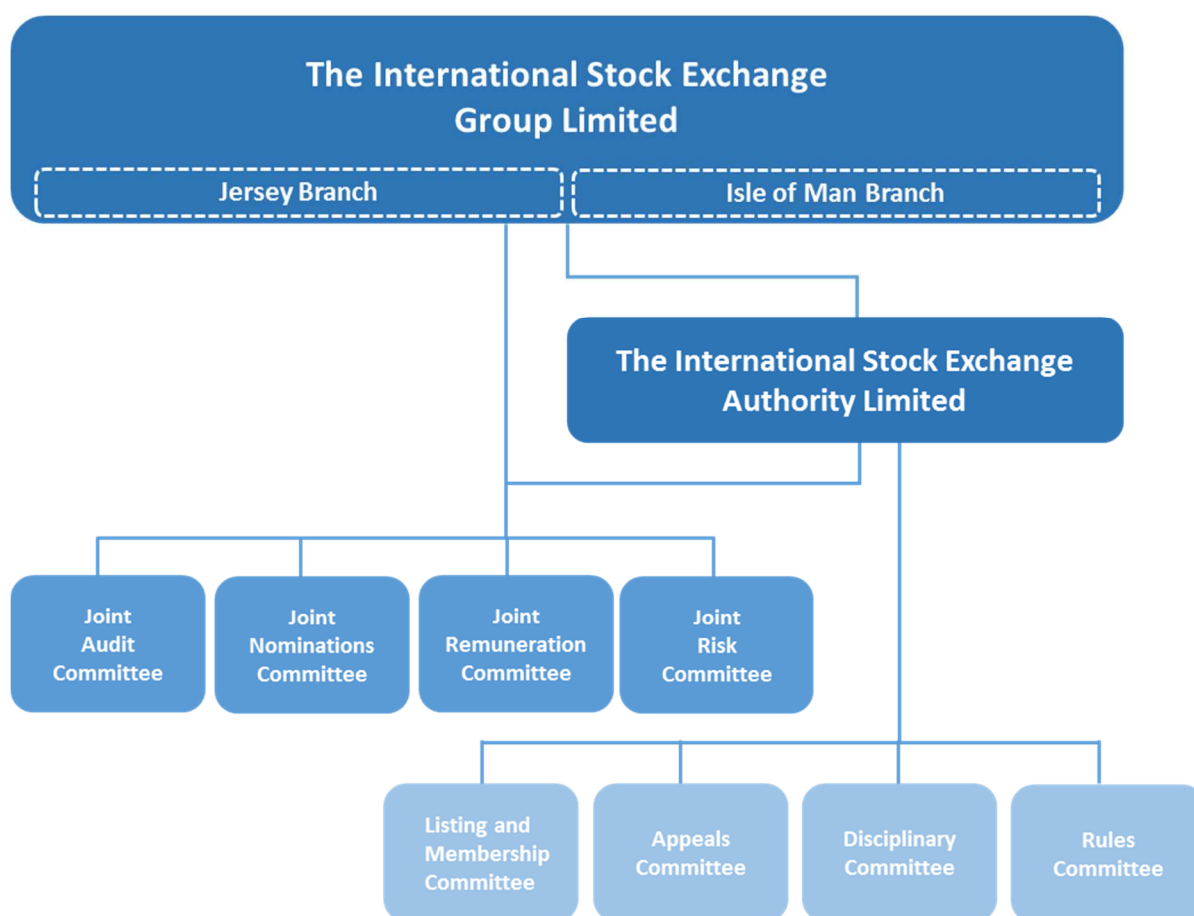 The International Stock Exchange
Group Limited
Jersey Branch
Isle of Man Branch
The International Stock Exchange
Authority Limited
Joint
Audit
Committee
Joint
Nominations
Committee
Joint
Remuneration
Committee
Joint
Risk
Committee
Listing and
Membership
Committee
Appeals
Committee
Disciplinary
Committee
Rules
Committee